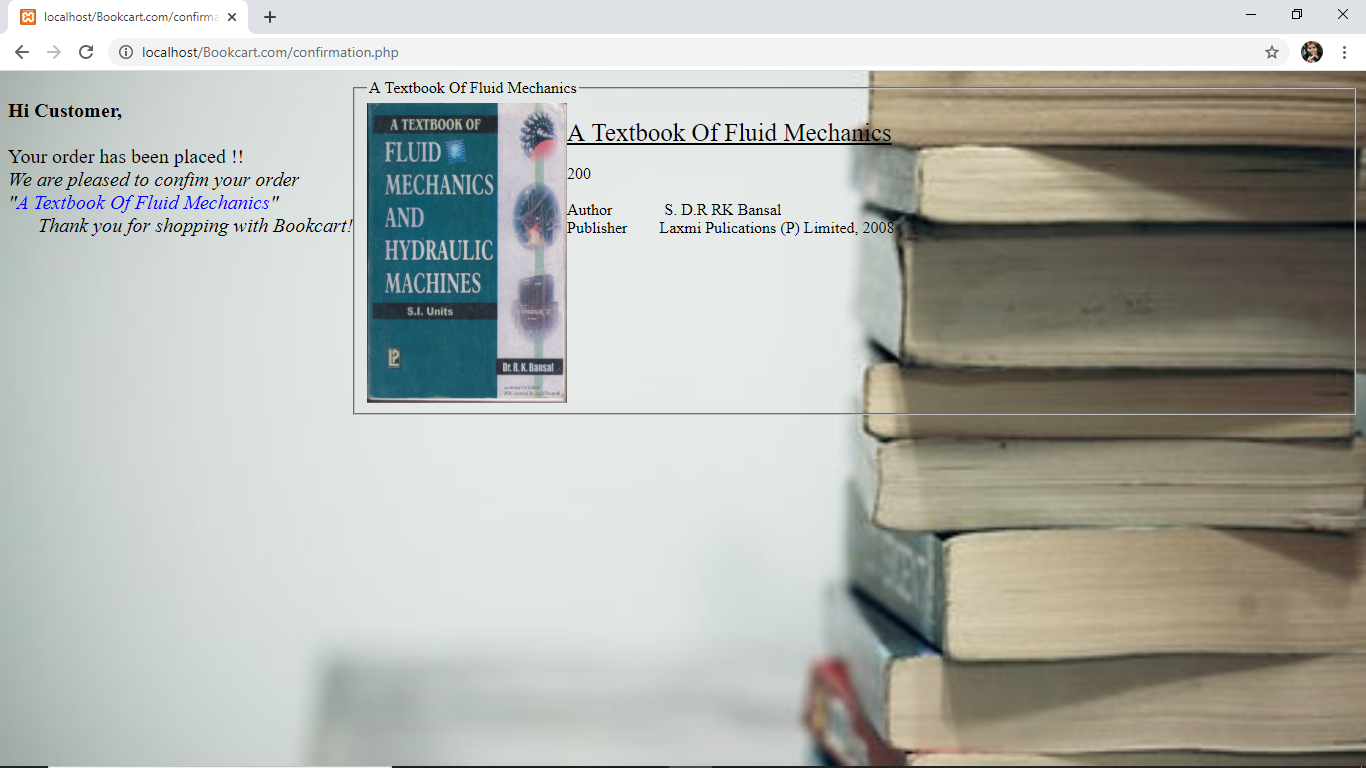 localhost/Bookcart.com/confirma
localhost/Bookcart.com/confirmation.php
Hi Customer,
Your order has been placed !!
We are pleased to confim your order
"A Textbook Of Fluid Mechanics"
Thank you for shopping with Bookcart!
A Textbook Of Fluid Mechanics
A TEXTBOOK OF
FLUID
MECHANICS
AND
HYDRAULIC
MACHINES
S.I. Units
Dr. R. K. Bansal
A Textbook Of Fluid Mechanics
200
Author S. D.R RK Bansal
Publisher Laxmi Pulications (P) Limited, 2008